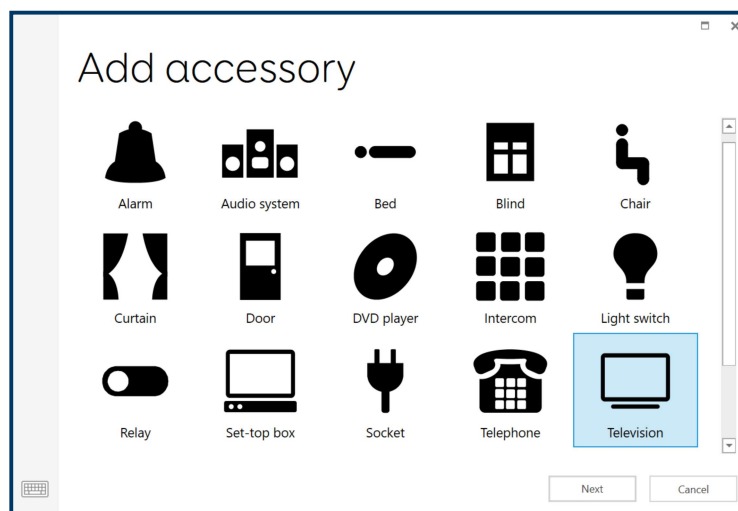 Add accessory
Alarm
Audio system
Bed
Blind
Chair
Curtain
Door
DVD player
Intercom
Light switch
Relay
Set-top box
Socket
Telephone
Television
Next
Cancel